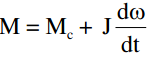 M = M_c + J dω/dt